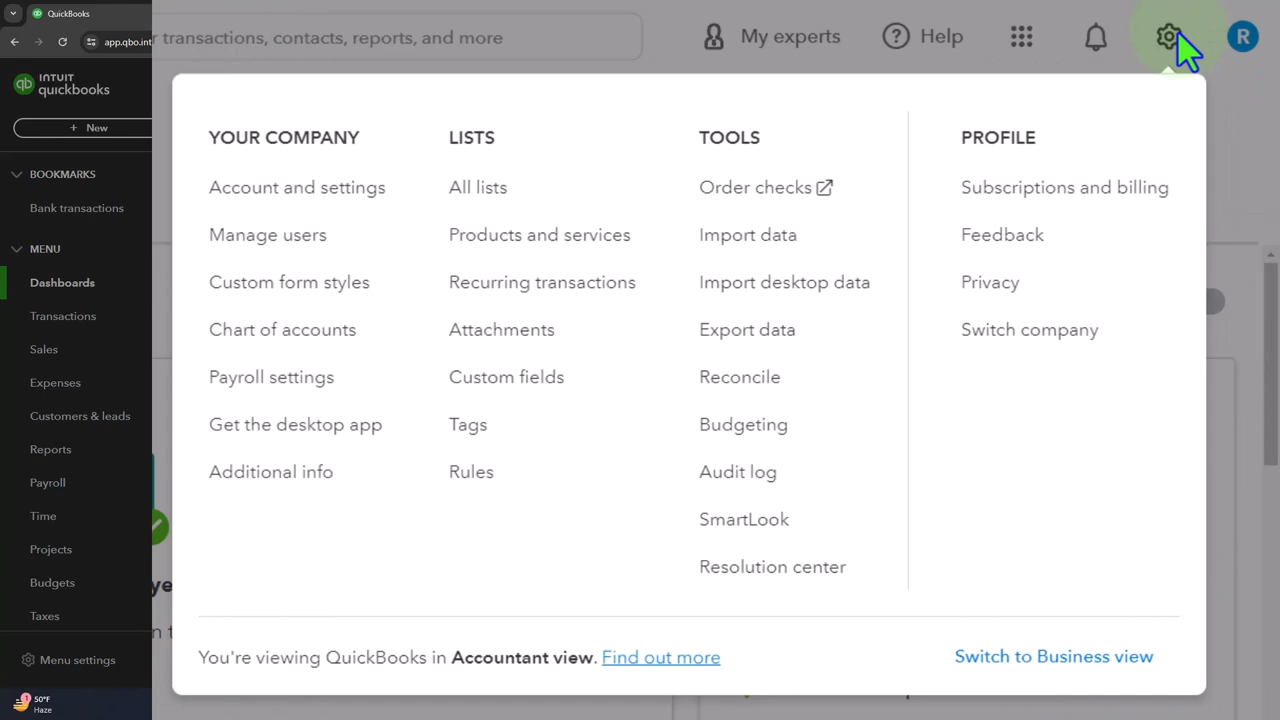 QuickBooks
app.qbo.int
r transactions, contacts, reports, and more
My experts
Help
R
INTUIT
quickbooks
+ New
BOOKMARKS
Bank transactions
MENU
Dashboards
Transactions
Sales
Expenses
Customers & leads
Reports
Payroll
Time
Projects
Budgets
Taxes
Menu settings
1
50°F
Haze
YOUR COMPANY
Account and settings
Manage users
Custom form styles
Chart of accounts
Payroll settings
Get the desktop app
Additional info
LISTS
All lists
Products and services
Recurring transactions
Attachments
Custom fields
Tags
Rules
TOOLS
Order checks
Import data
Import desktop data
Export data
Reconcile
Budgeting
Audit log
SmartLook
Resolution center
PROFILE
Subscriptions and billing
Feedback
Privacy
Switch company
You're viewing QuickBooks in Accountant view. Find out more
Switch to Business view